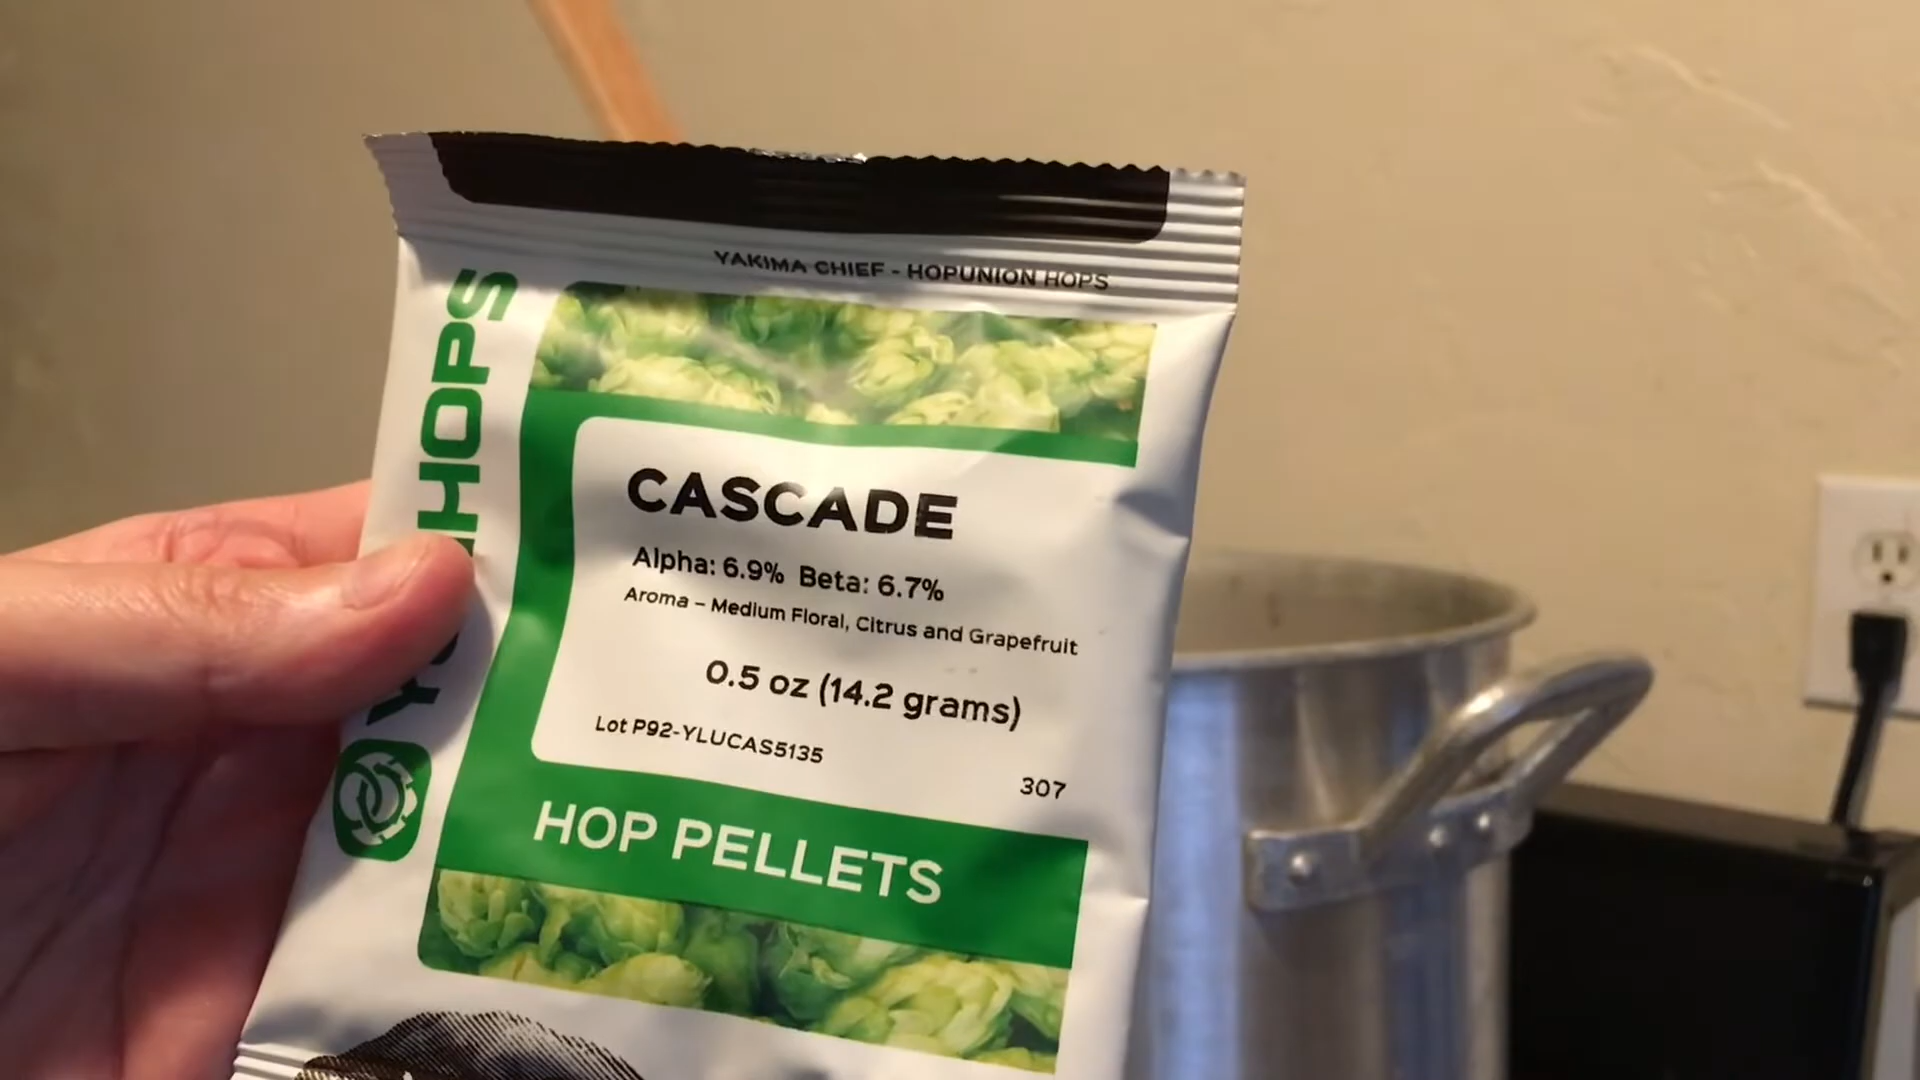 YAKIMA CHIEF - HOPUNION HOPS
HOPS
CASCADE
Alpha: 6.9% Beta: 6.7%
Aroma – Medium Floral, Citrus and Grapefruit
0.5 oz (14.2 grams)
Lot P92-YLUCAS5135
307
HOP PELLETS